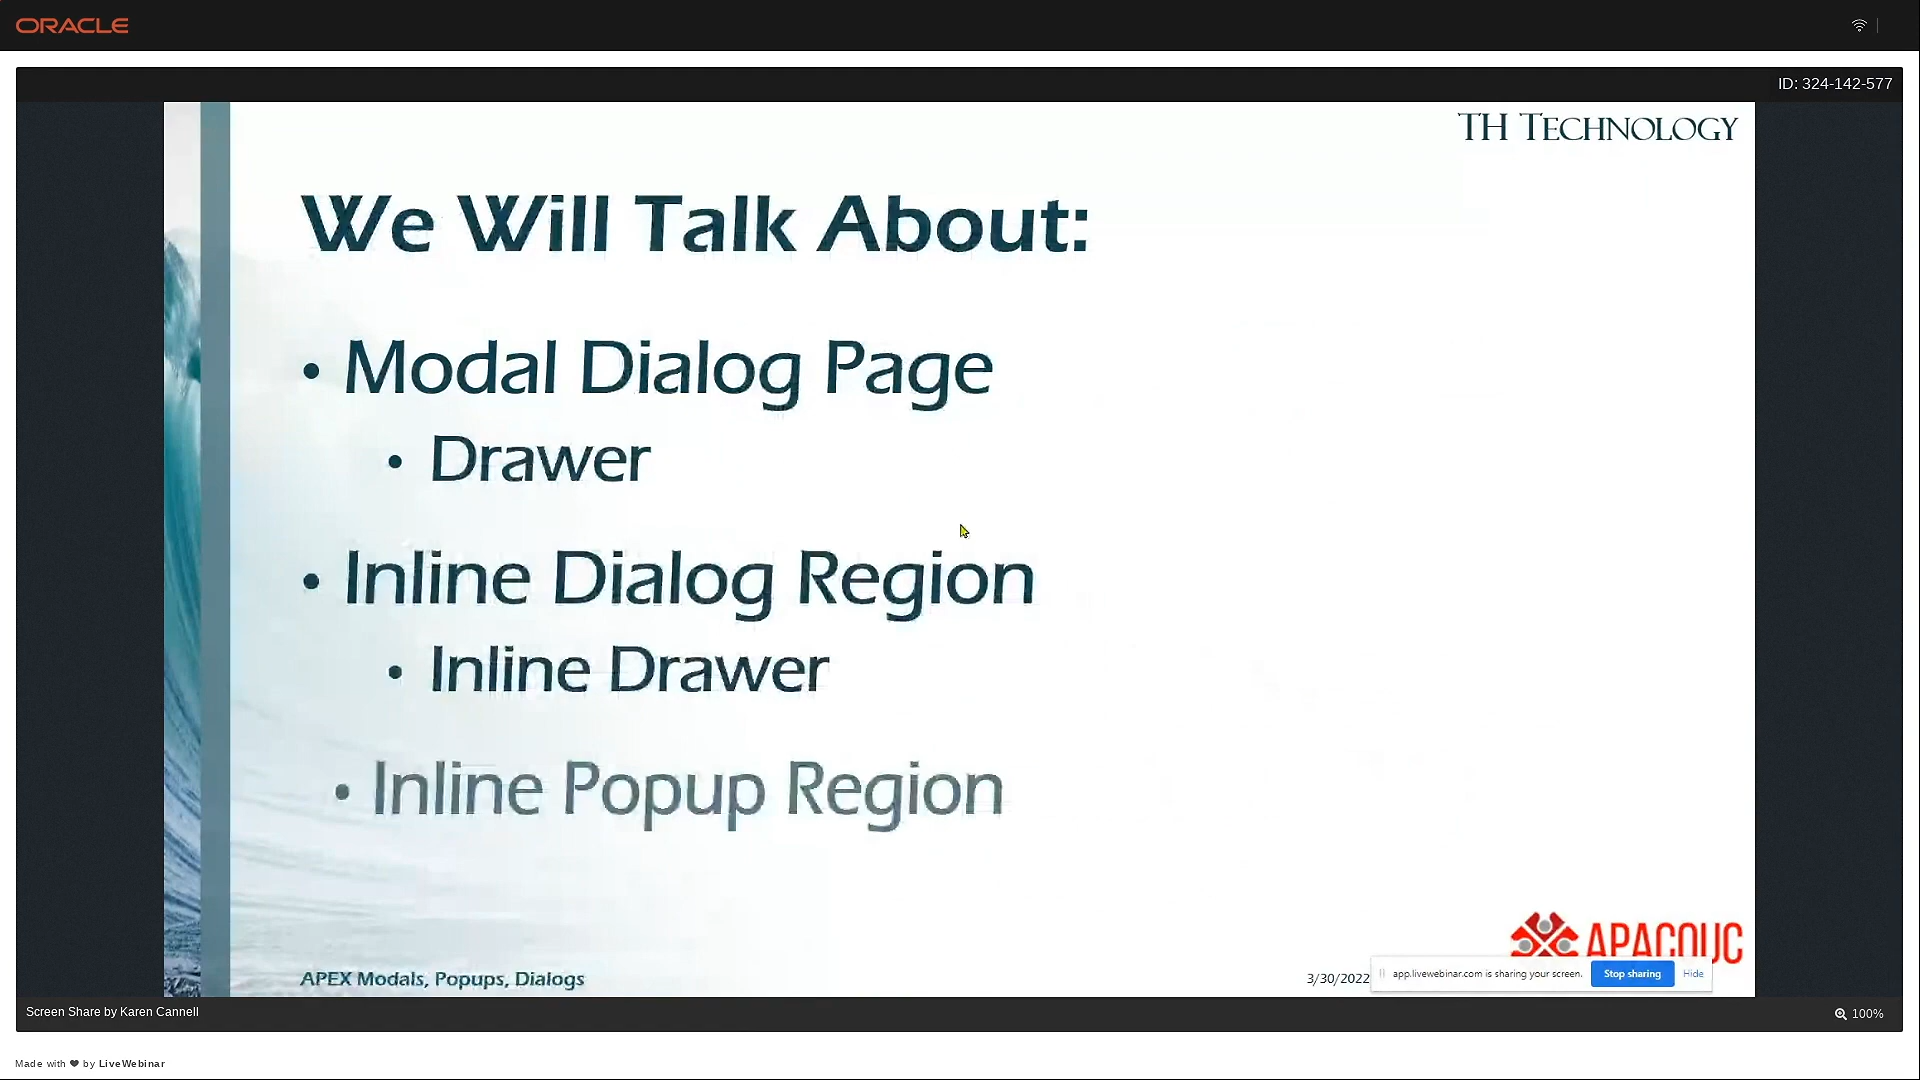 ORACLE
ID: 324-142-577
TH TECHNOLOGY
We Will Talk About:
• Modal Dialog Page
• Drawer
• Inline Dialog Region
• Inline Drawer
• Inline Popup Region
APACOUC
APEX Modals, Popups, Dialogs
3/30/2022
app.livewebinar.com is sharing your screen.
Stop sharing
Hide
Screen Share by Karen Cannell
100%
Made with ❤ by LiveWebinar